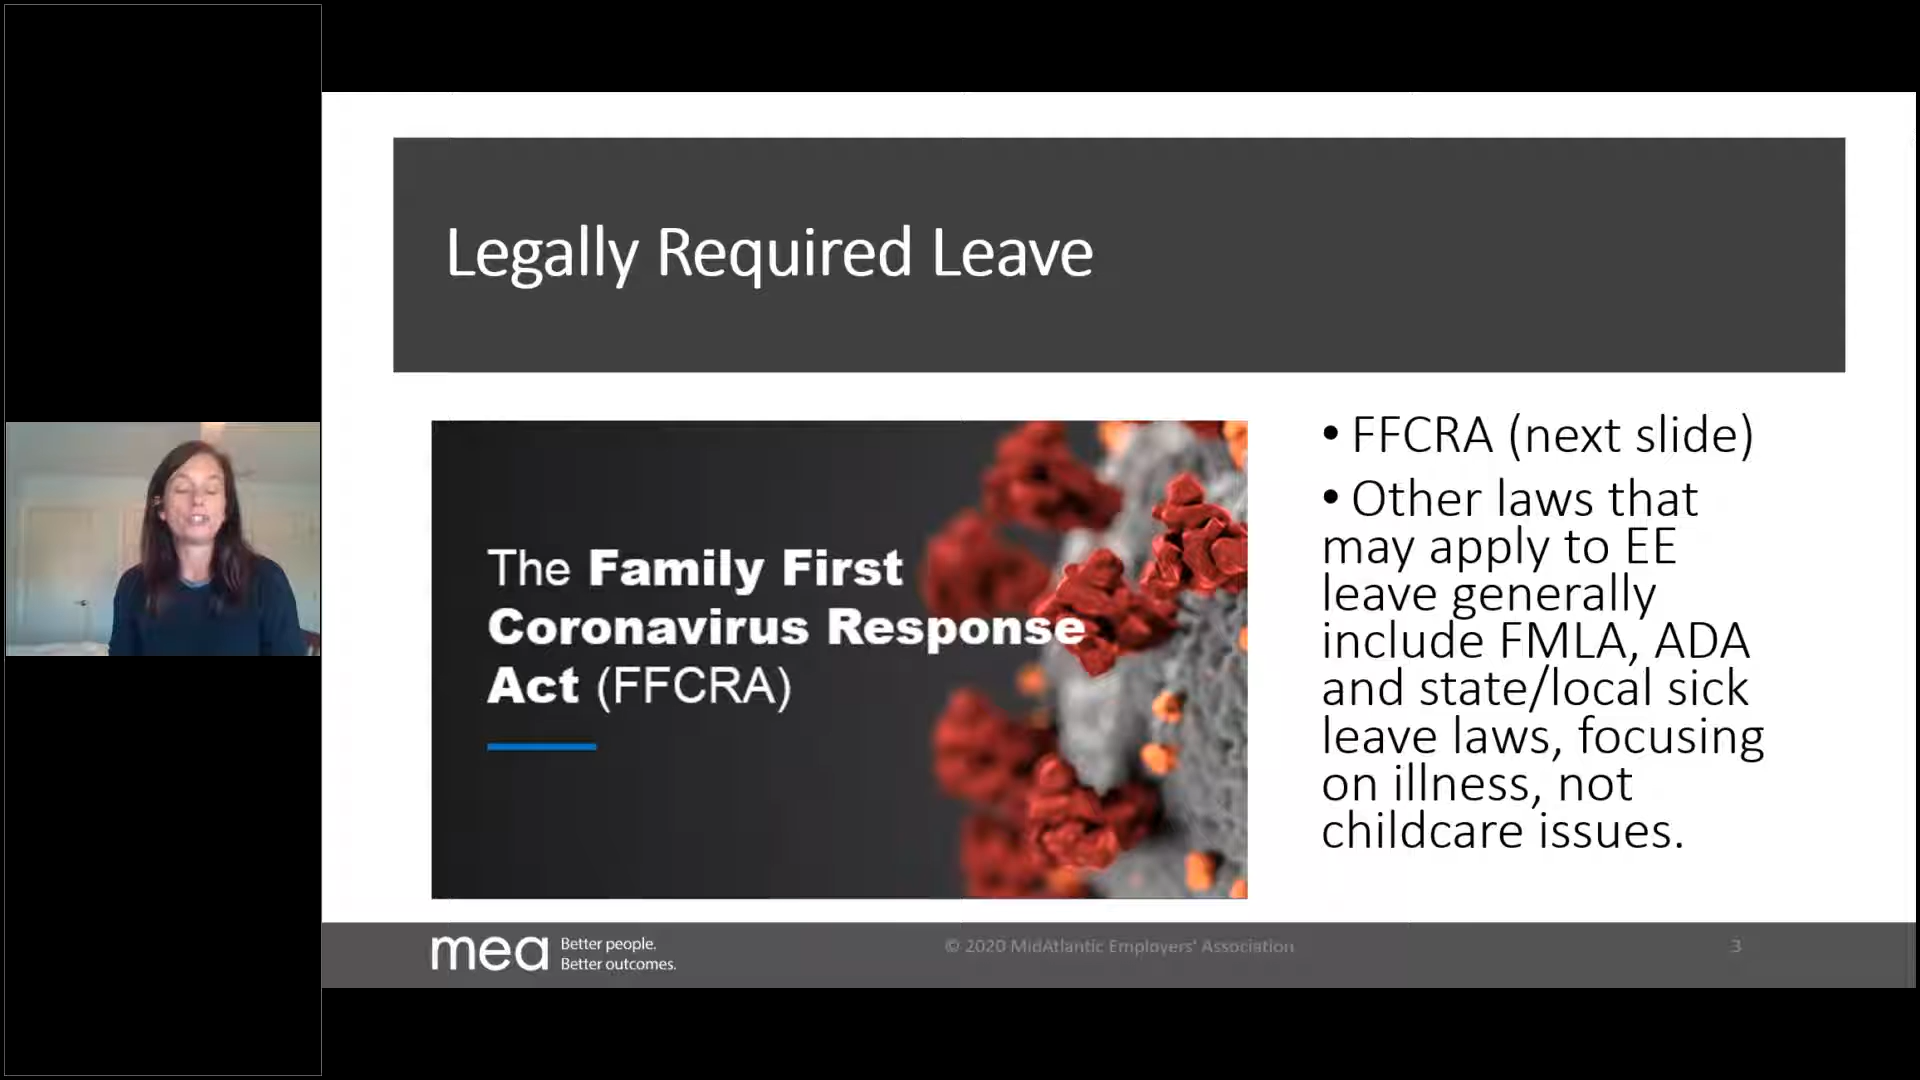 Legally Required Leave
The Family First
Coronavirus Response
Act (FFCRA)
• FFCRA (next slide)
• Other laws that
may apply to EE
leave generally
include FMLA, ADA
and state/local sick
leave laws, focusing
on illness, not
childcare issues.
mea
Better people.
Better outcomes.
© 2020 MidAtlantic Employers' Association
3